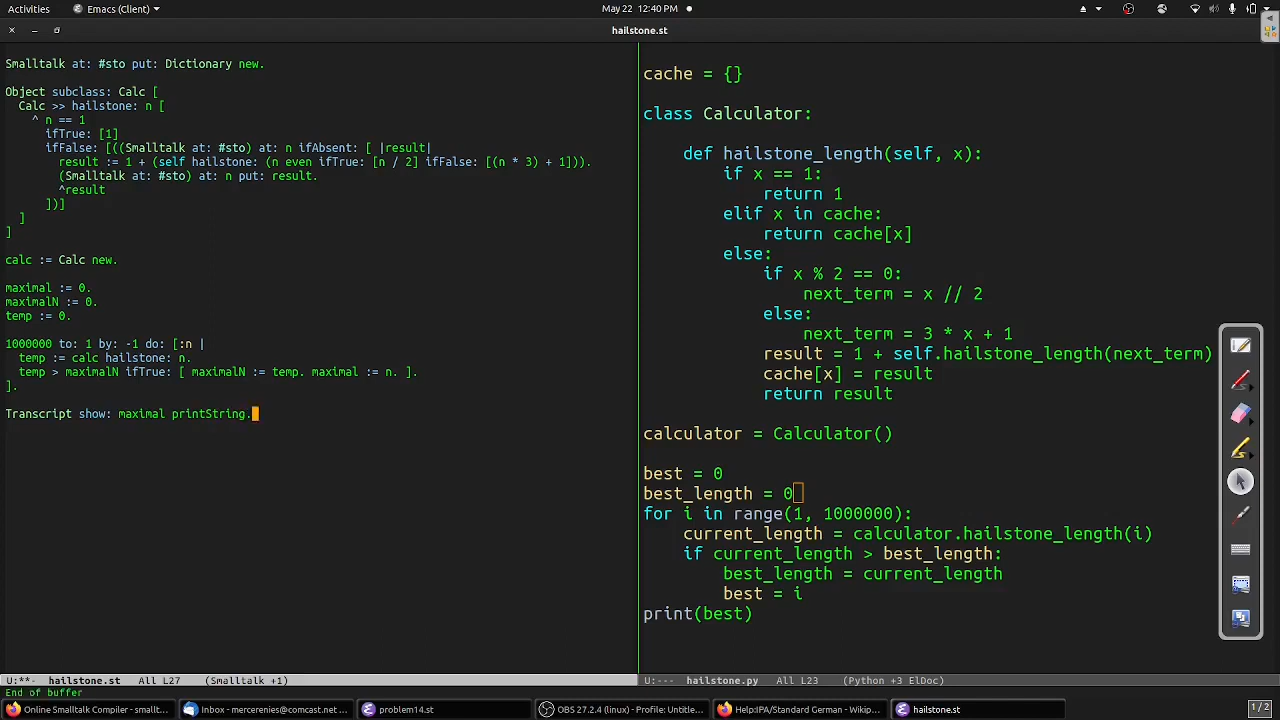 Activities
Emacs (Client)
May 22 12:40 PM
hailstone.st
Smalltalk at: #sto put: Dictionary new.
Object subclass: Calc [
Calc >> hailstone: n [
^ n == 1
ifTrue: [1]
ifFalse: [((Smalltalk at: #sto) at: n ifAbsent: [ |result|
result := 1 + (self hailstone: (n even ifTrue: [n / 2] ifFalse: [(n * 3) + 1])).
(Smalltalk at: #sto) at: n put: result.
^result
])]
]
]
calc := Calc new.
maximal := 0.
maximalN := 0.
temp := 0.
1000000 to: 1 by: -1 do: [:n |
temp := calc hailstone: n.
temp > maximalN ifTrue: [ maximalN := temp. maximal := n. ].
].
Transcript show: maximal printString.
U:**- hailstone.st All L27 (Smalltalk +1)
End of buffer
cache = {}
class Calculator:
def hailstone_length(self, x):
if x == 1:
return 1
elif x in cache:
return cache[x]
else:
if x % 2 == 0:
next_term = x // 2
else:
next_term = 3 * x + 1
result = 1 + self.hailstone_length(next_term)
cache[x] = result
return result
calculator = Calculator()
best = 0
best_length = 0
for i in range(1, 1000000):
current_length = calculator.hailstone_length(i)
if current_length > best_length:
best_length = current_length
best = i
print(best)
U:--- hailstone.py All L23 (Python +3 ElDoc)
Online Smalltalk Compiler - smallt...
Inbox - mercerenies@comcast.net ...
problem14.st
OBS 27.2.4 (linux) - Profile: Untitle...
Help:IPA/Standard German - Wikip...
hailstone.st
1/2